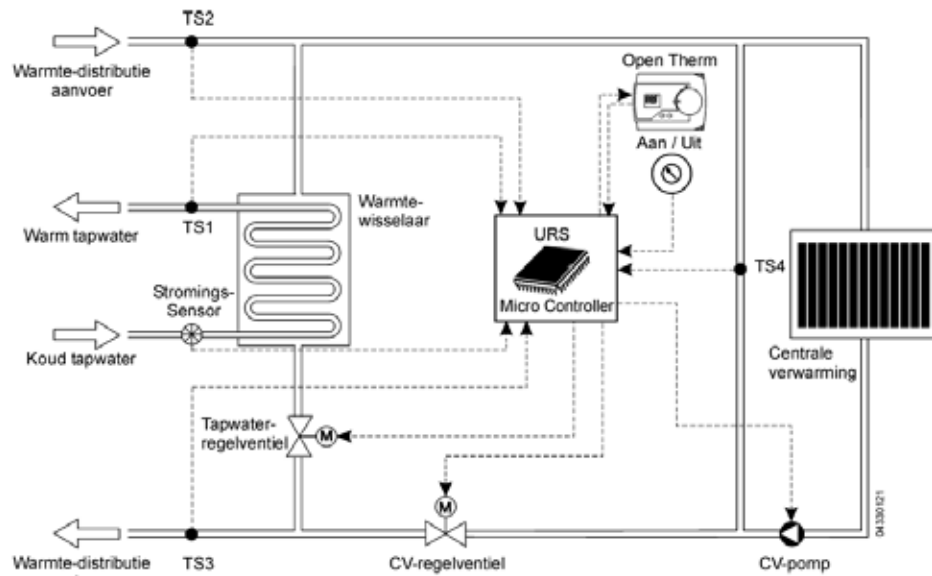 TS2
Warmte-distributie
aanvoer
Open Therm
Aan / Uit
Warm tapwater
TS1
Warmte-
wisselaar
URS
Micro Controller
TS4
Stromings-
Sensor
Koud tapwater
Centrale
verwarming
Tapwater-
regelventiel
M
M
Warmte-distributie
TS3
CV-regelventiel
CV-pomp
04330121